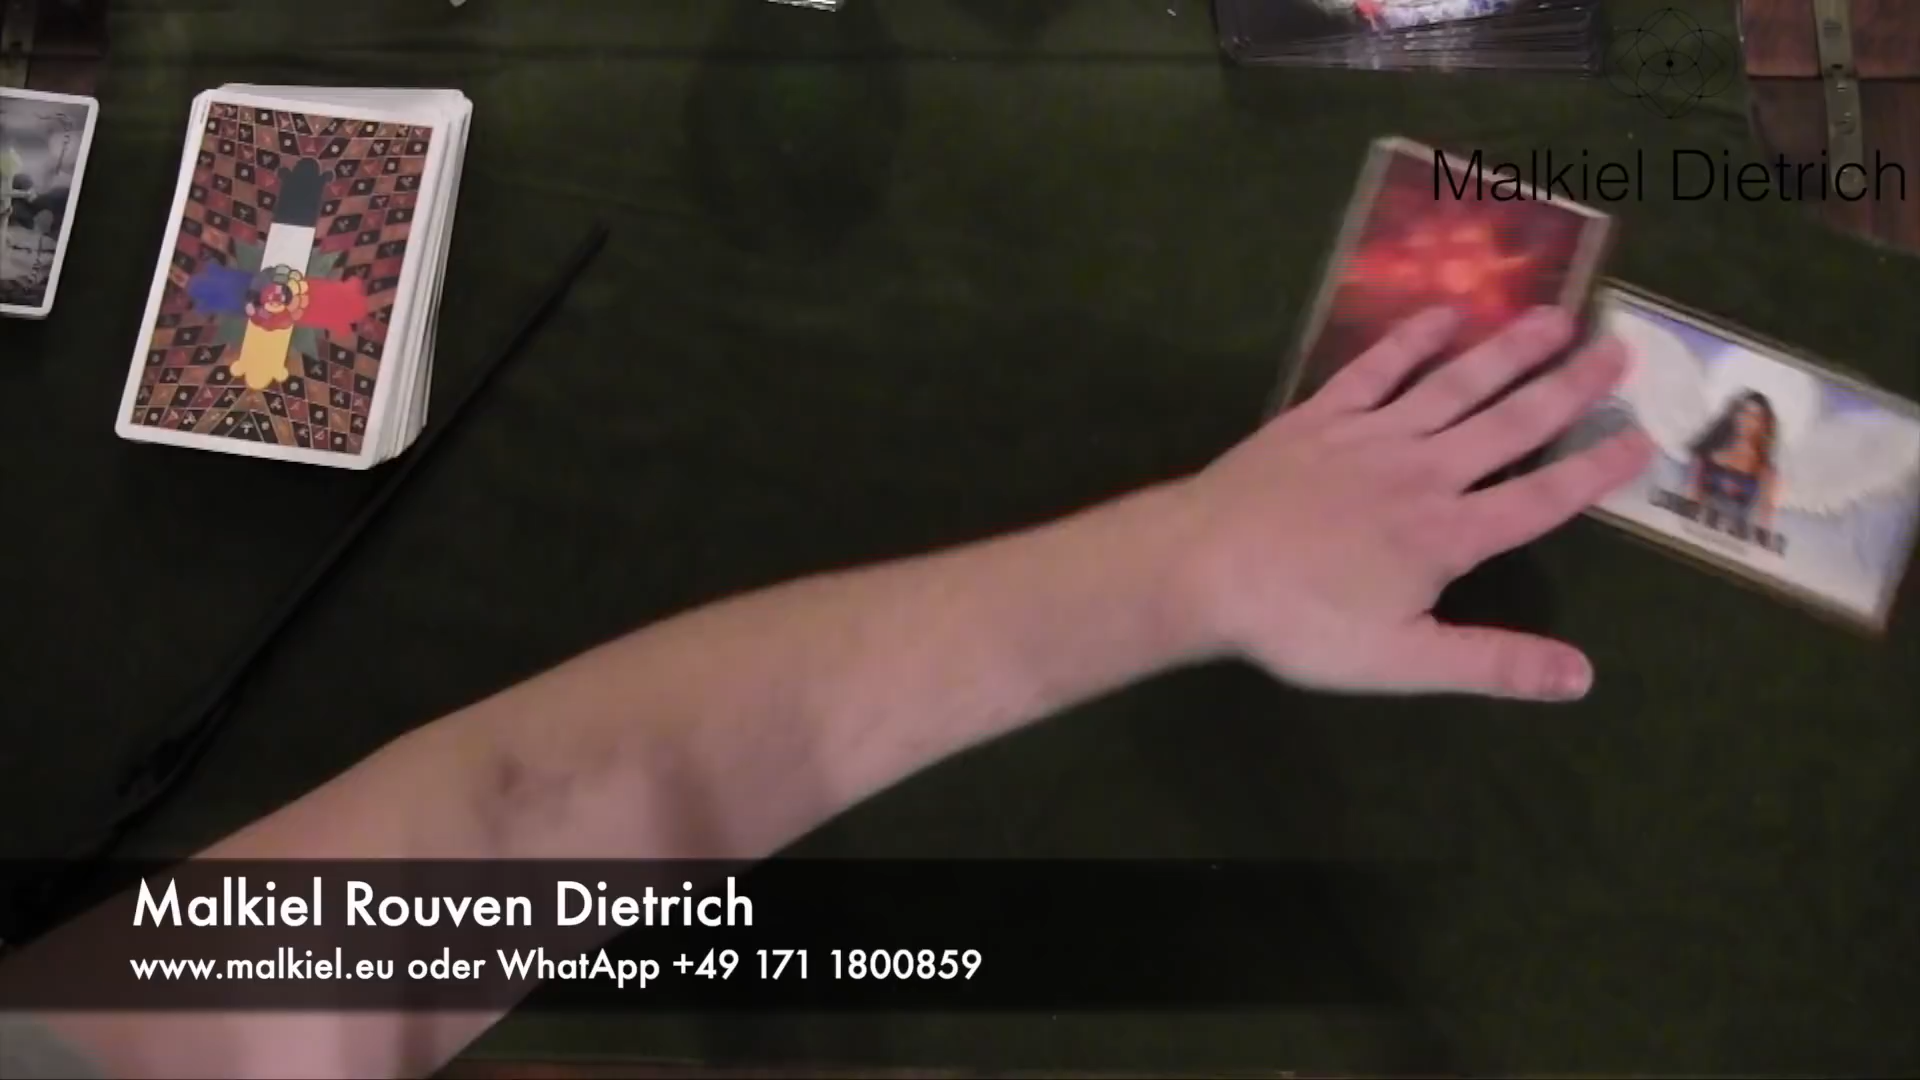 Malkiel Dietrich
Malkiel Rouven Dietrich
www.malkiel.eu oder WhatApp +49 171 1800859